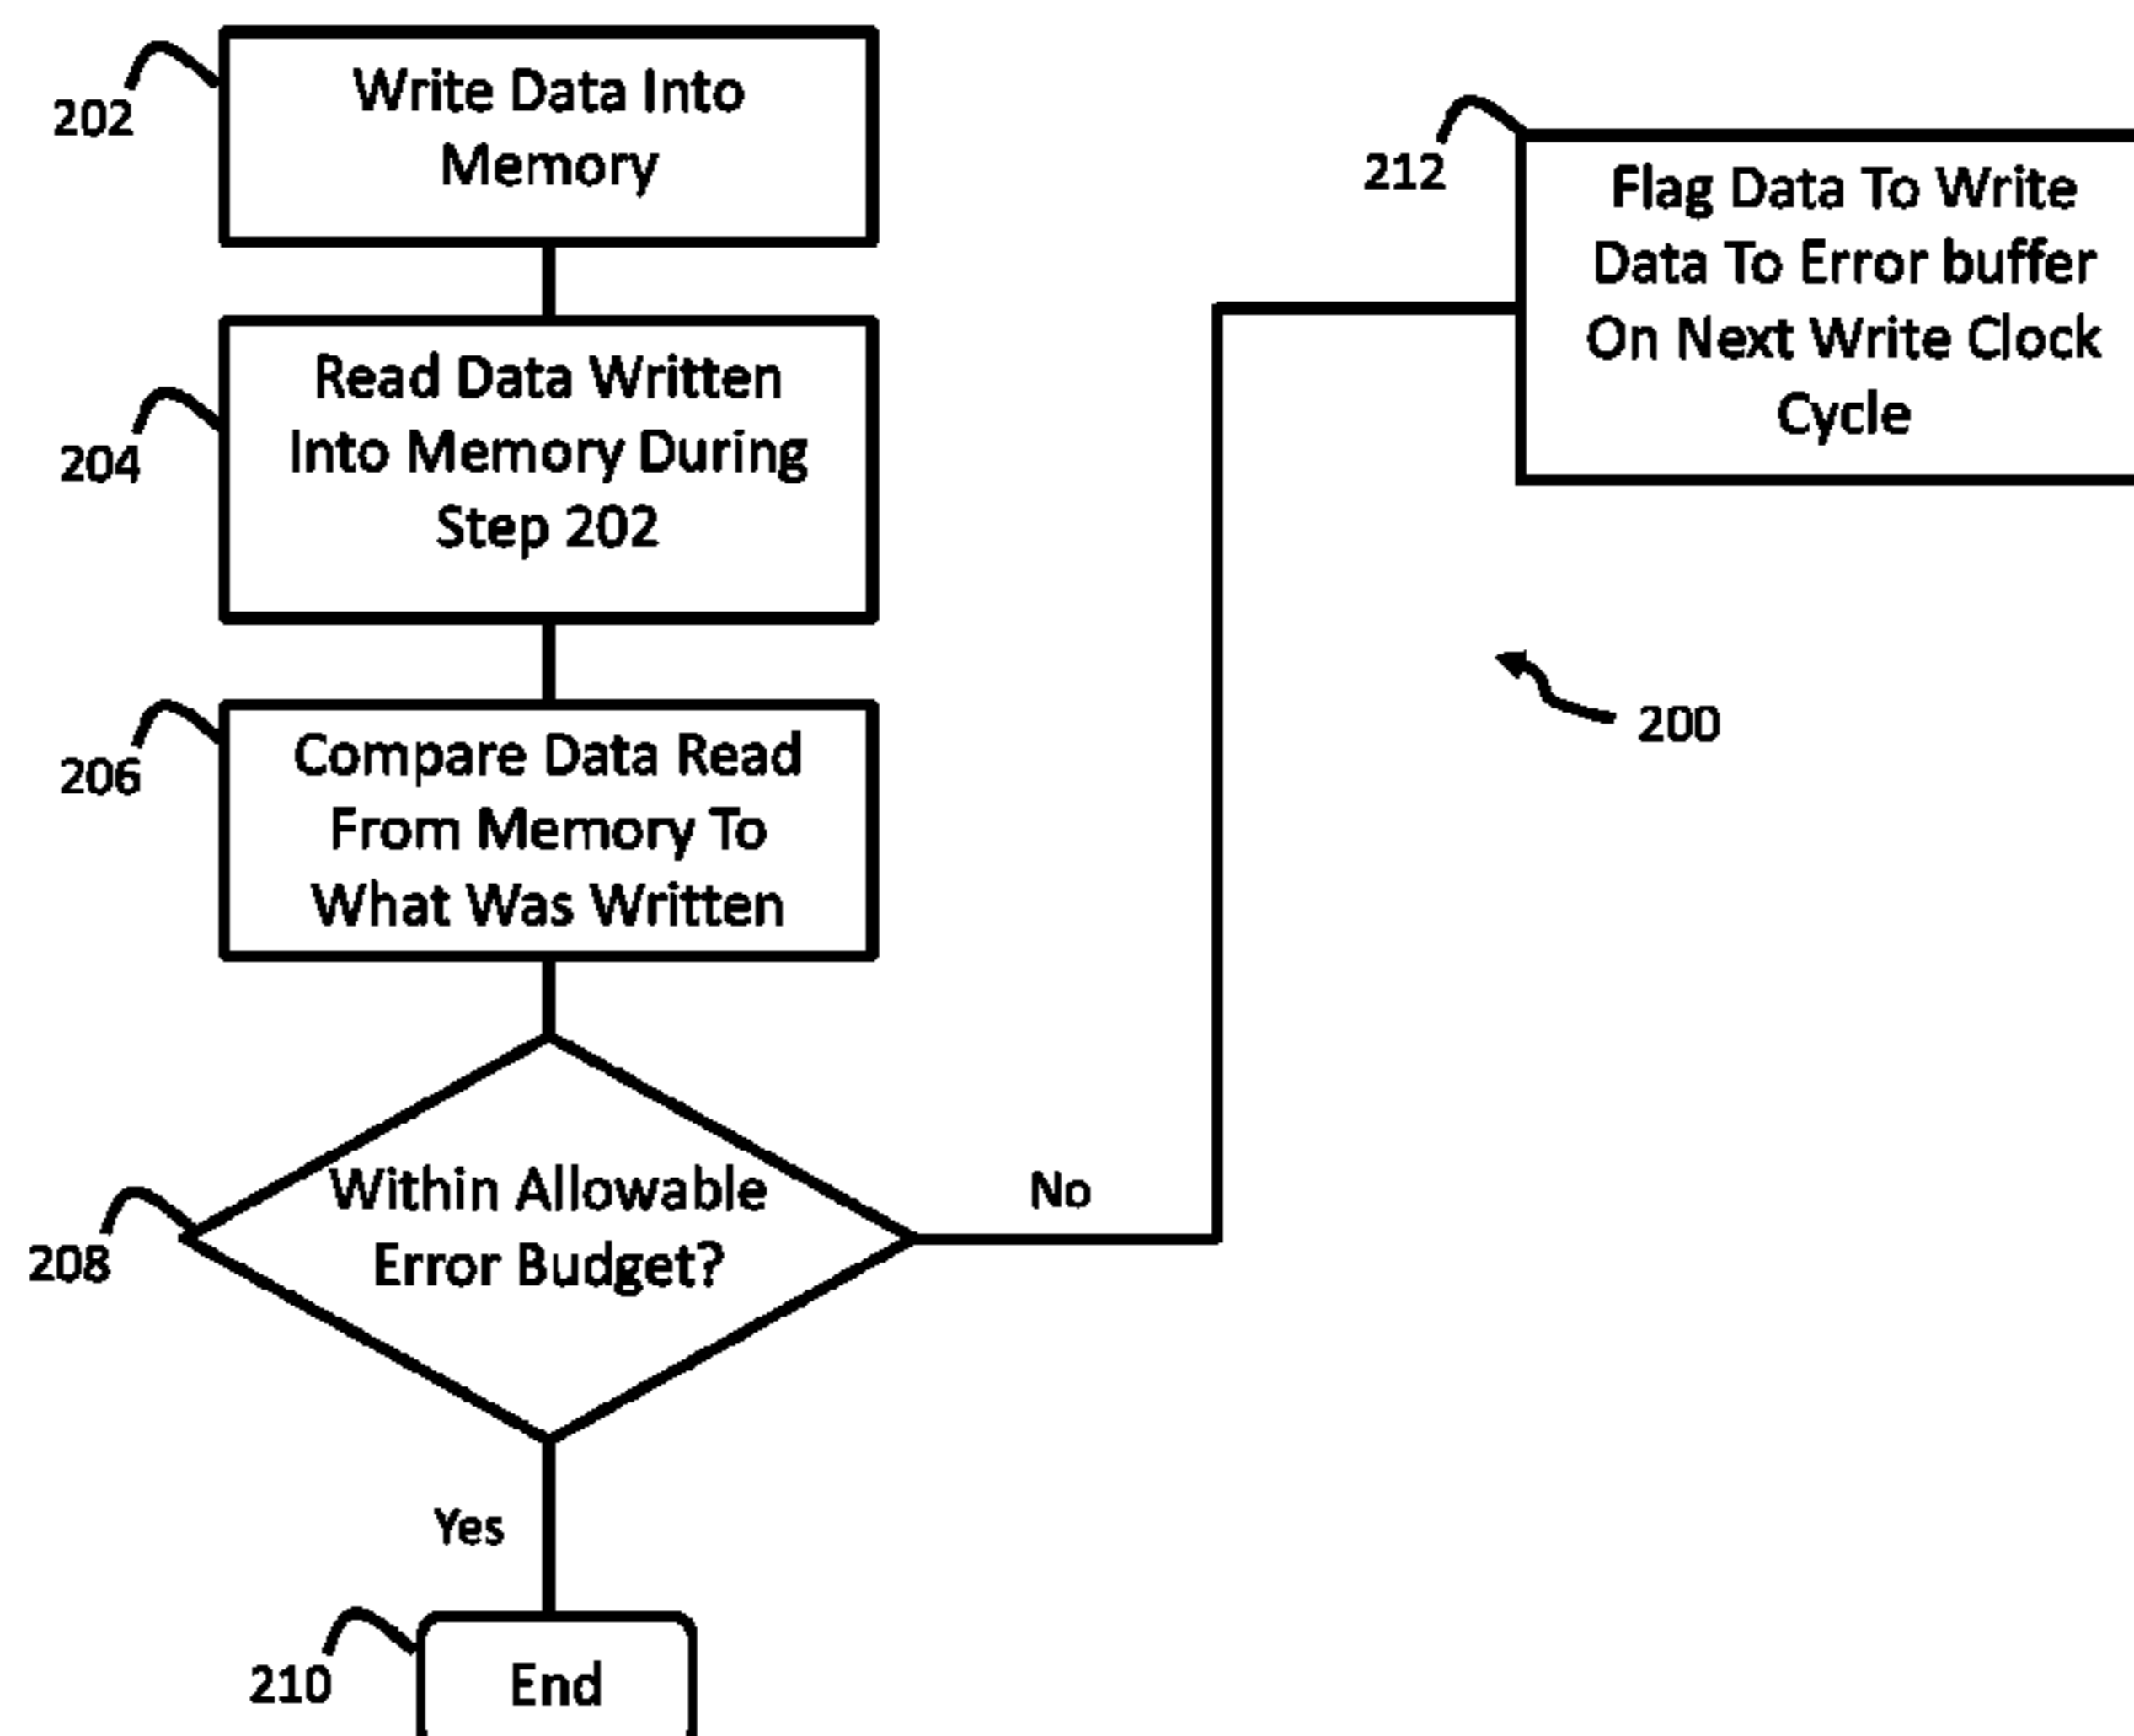 202
Write Data Into
Memory
204
Read Data Written
Into Memory During
Step 202
206
Compare Data Read
From Memory To
What Was Written
208
Within Allowable
Error Budget?
No
Yes
210
End
212
Flag Data To Write
Data To Error buffer
On Next Write Clock
Cycle
200